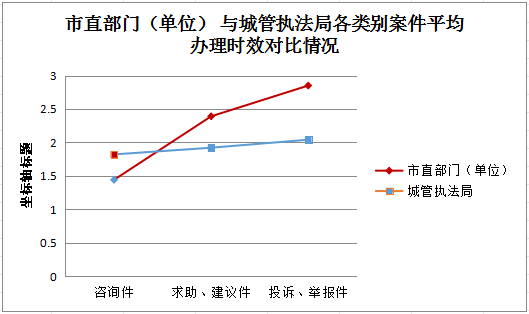 市直部门（单位） 与城管执法局各类别案件平均
办理时效对比情况
3
2.5
2
1.5
1
0.5
0
坐标轴标题
咨询件
求助、建议件
投诉、举报件
市直部门（单位）
城管执法局